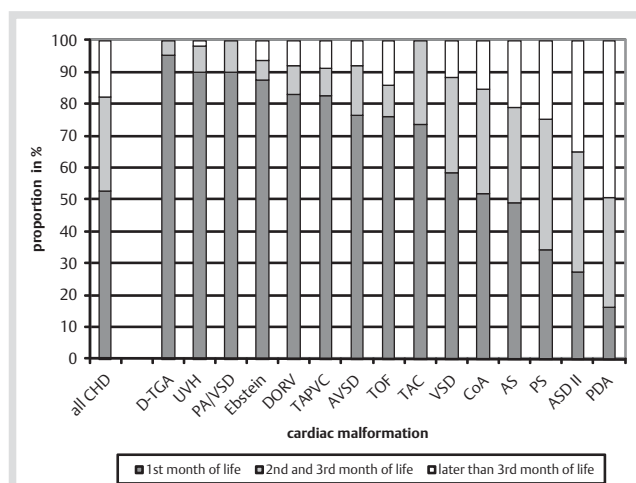 proportion in %
100
90
80
70
60
50
40
30
20
10
0
all CHD
D-TGA
UVH
PA/VSD
Ebstein
DORV
TAPVC
AVSD
TOF
TAC
VSD
CoA
AS
PS
ASD II
PDA
cardiac malformation
1st month of life 2nd and 3rd month of life later than 3rd month of life